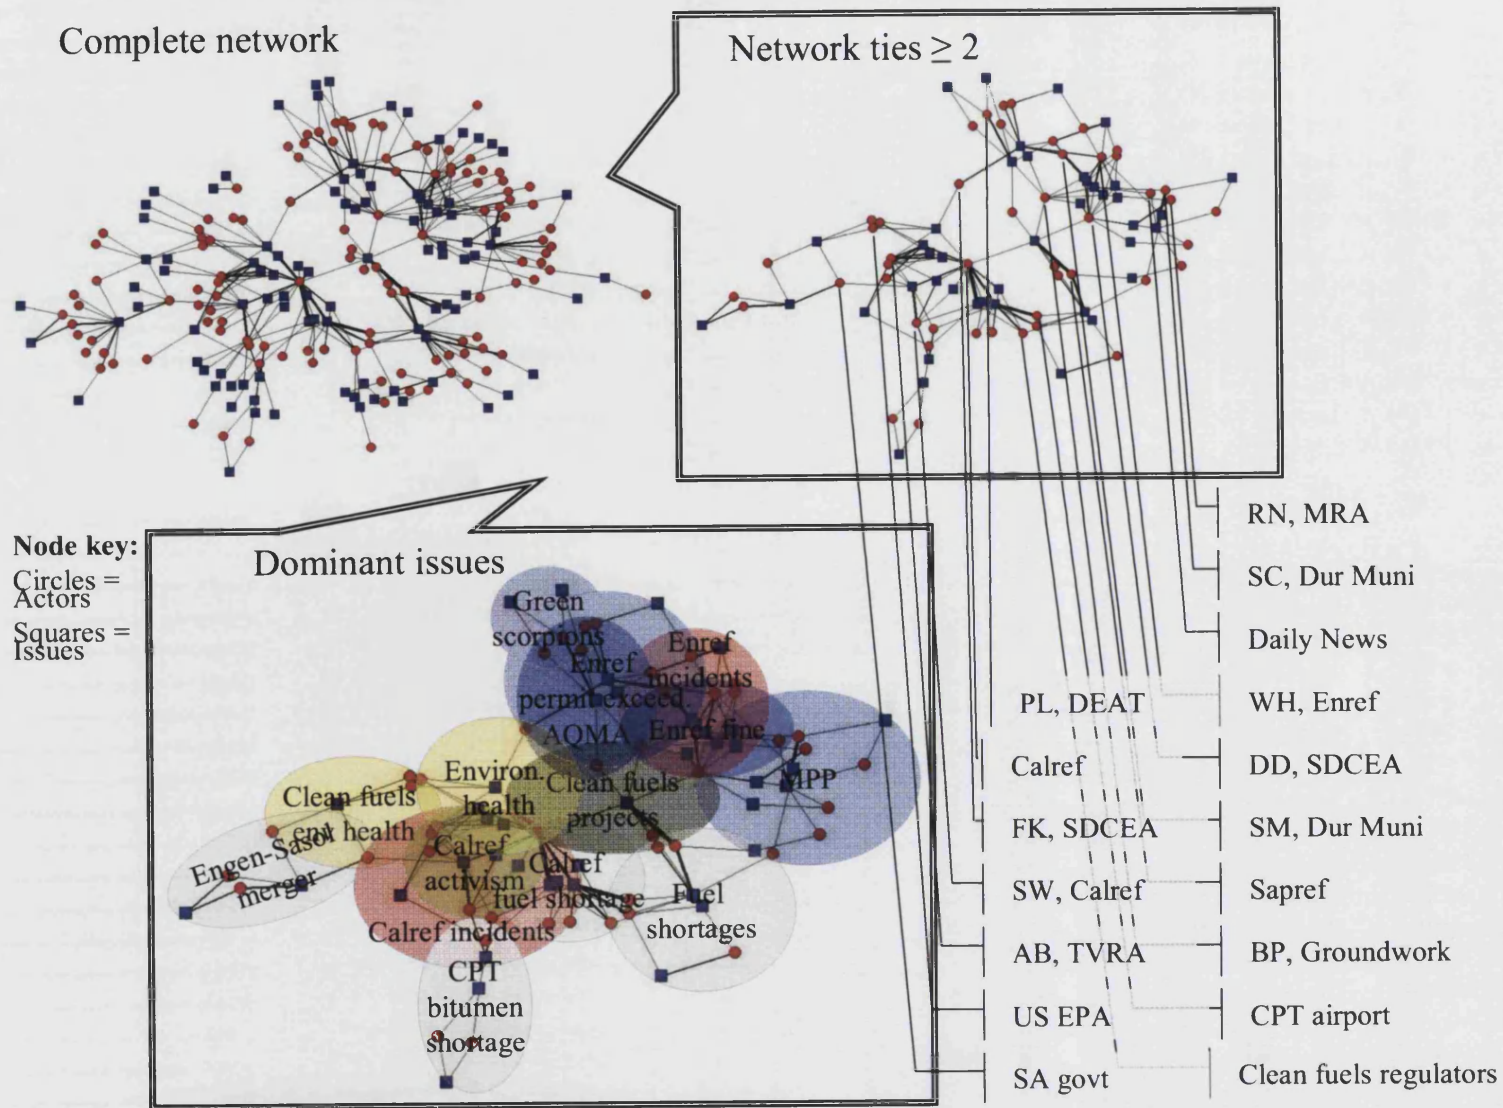 Complete network
Network ties ≥ 2
Node key:
Circles =
Actors
Squares =
Issues
Dominant issues
Green
scorpions
Enref
incidents
Enref
permit exceed.
AQMA
Enref fine
MPP
Environ.
health
Clean fuels
projects
Clean fuels
env health
Engen-Sasol
merger
Calref
activism
Calref
fuel shortage
Calref incidents
Fuel
shortages
CPT
bitumen
shortage
PL, DEAT
Calref
FK, SDCEA
SW, Calref
AB, TVRA
US EPA
SA govt
RN, MRA
SC, Dur Muni
Daily News
WH, Enref
DD, SDCEA
SM, Dur Muni
Sapref
BP, Groundwork
CPT airport
Clean fuels regulators